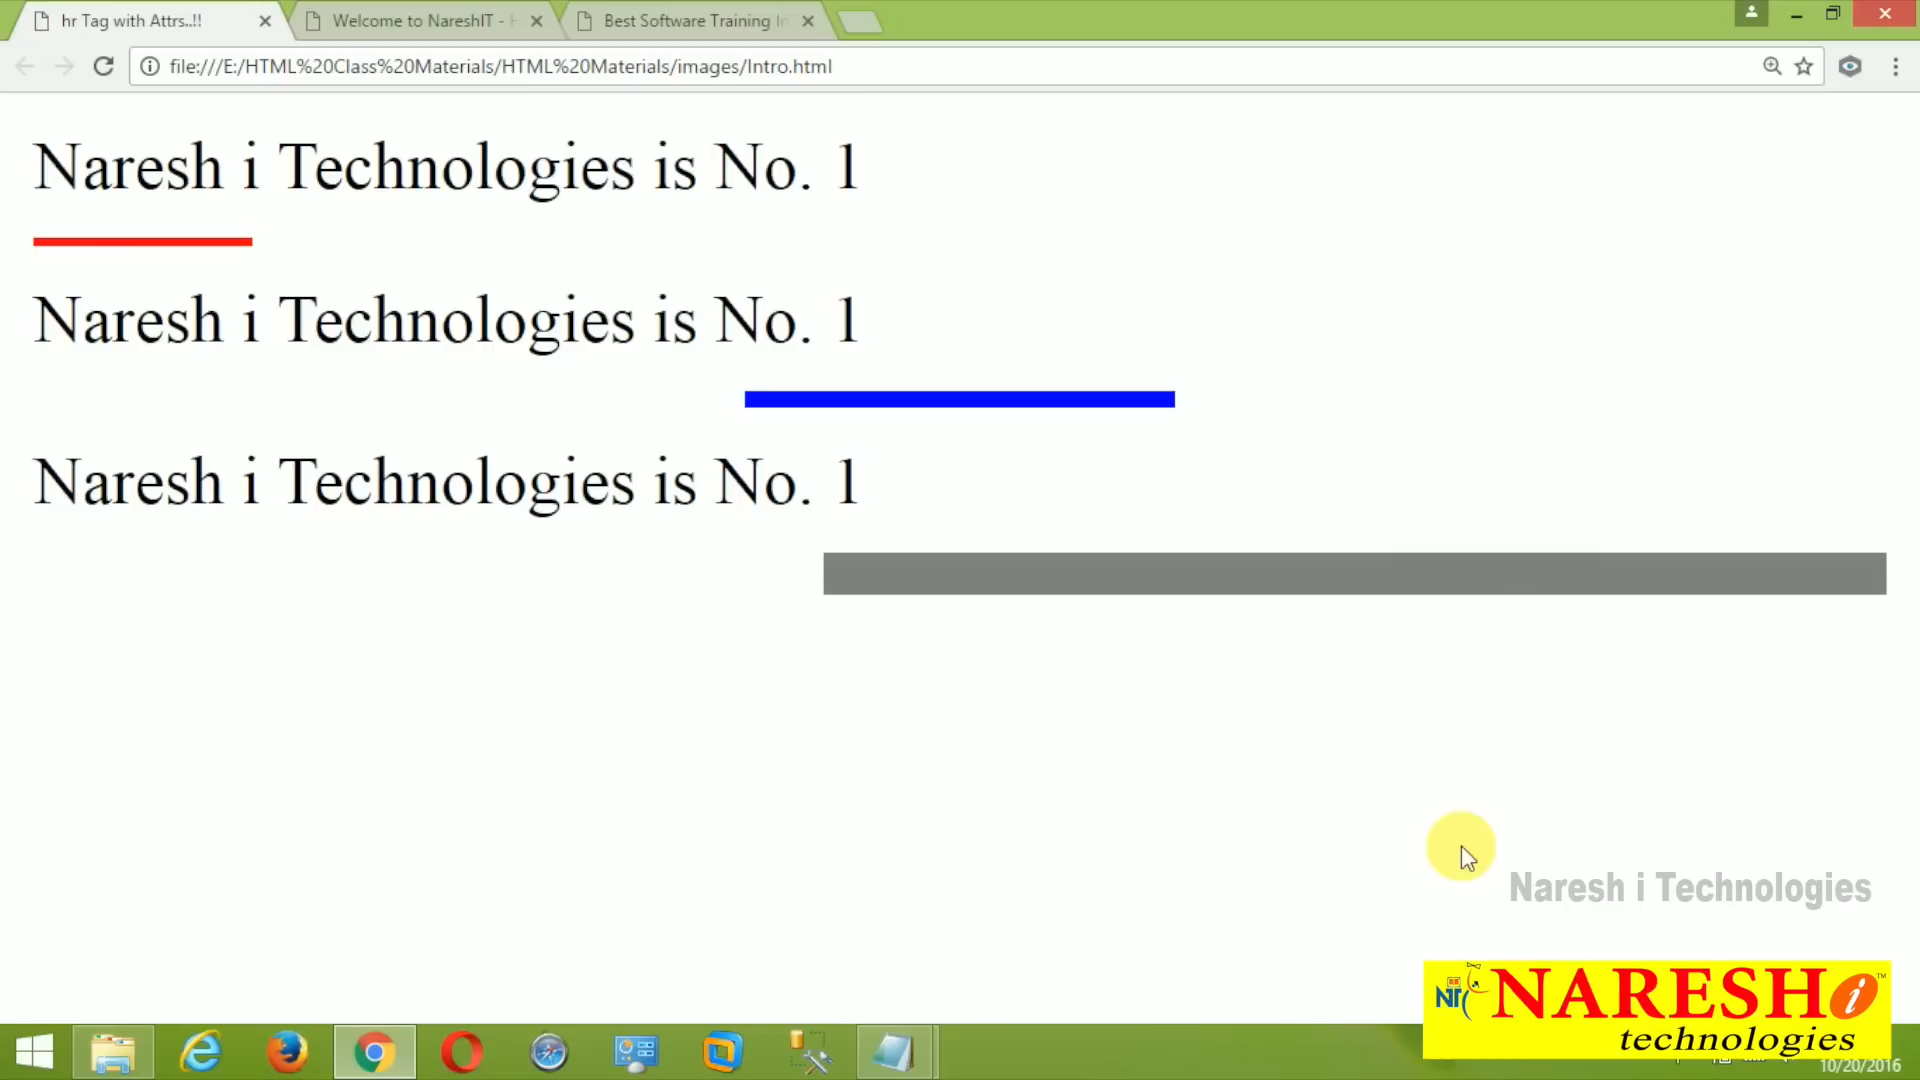 hr Tag with Attrs..!!
Welcome to NareshIT -
Best Software Training
file:///E:/HTML%20Class%20Materials/HTML%20Materials/images/Intro.html
Naresh i Technologies is No. 1
Naresh i Technologies is No. 1
Naresh i Technologies is No. 1
Naresh i Technologies
NARESH i ™
technologies
10/20/2016